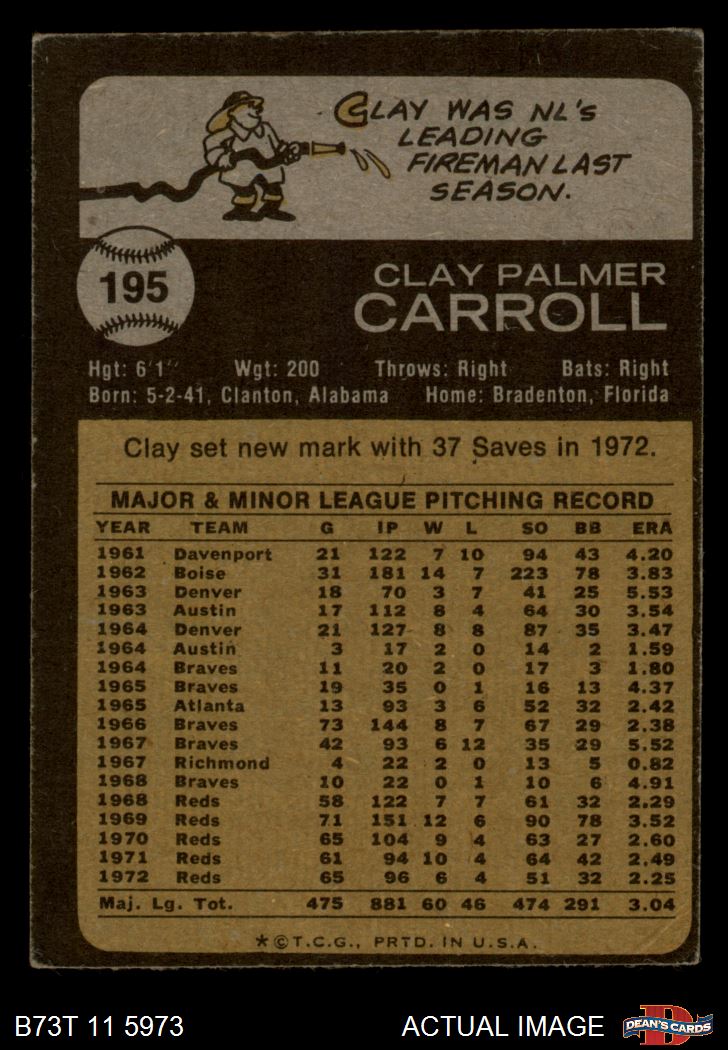 CLAY WAS NL'S
LEADING
FIREMAN LAST
SEASON.
195
CLAY PALMER
CARROLL
Hgt: 6'1" Wgt: 200 Throws: Right Bats: Right
Born: 5-2-41, Clanton, Alabama Home: Bradenton, Florida
Clay set new mark with 37 Saves in 1972.
MAJOR & MINOR LEAGUE PITCHING RECORD
YEAR TEAM G IP W L SO BB ERA
1961 Davenport 21 122 7 10 94 43 4.20
1962 Boise 31 181 14 7 223 78 3.83
1963 Denver 18 70 3 7 41 25 5.53
1963 Austin 17 112 8 4 64 30 3.54
1964 Denver 21 127 8 8 87 35 3.47
1964 Austin 3 17 2 0 14 2 1.59
1964 Braves 11 20 2 0 17 3 1.80
1965 Braves 19 35 0 1 16 13 4.37
1965 Atlanta 13 93 3 6 52 32 2.42
1966 Braves 73 144 8 7 67 29 2.38
1967 Braves 42 93 6 12 35 29 5.52
1967 Richmond 4 22 2 0 13 5 0.82
1968 Braves 10 22 0 1 10 6 4.91
1968 Reds 58 122 7 7 61 32 2.29
1969 Reds 71 151 12 6 90 78 3.52
1970 Reds 65 104 9 4 63 27 2.60
1971 Reds 61 94 10 4 64 42 2.49
1972 Reds 65 96 6 4 51 32 2.25
Maj. Lg. Tot. 475 881 60 46 474 291 3.04
*©T.C.G., PRTD. IN U.S.A.
B73T 11 5973 ACTUAL IMAGE D DEAN'S CARDS